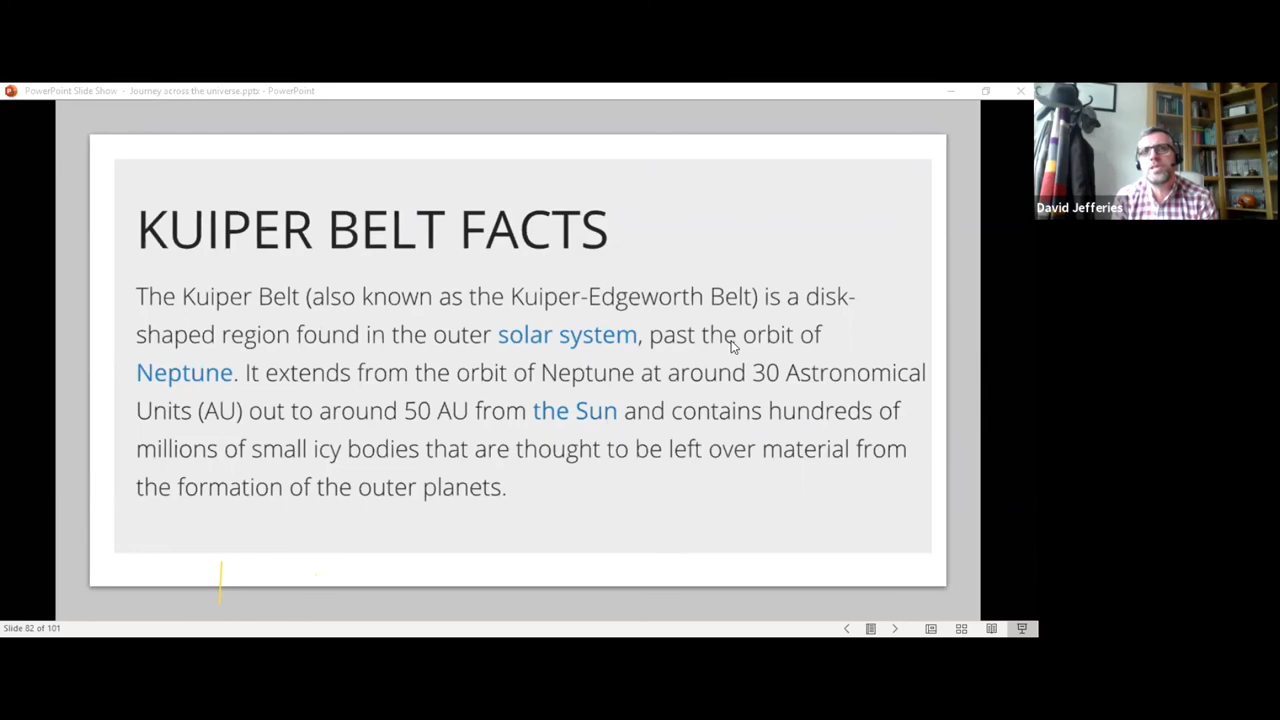 PowerPoint Slide Show - Journey across the universe.pptx - PowerPoint
David Jefferies
KUIPER BELT FACTS
The Kuiper Belt (also known as the Kuiper-Edgeworth Belt) is a disk-
shaped region found in the outer solar system, past the orbit of
Neptune. It extends from the orbit of Neptune at around 30 Astronomical
Units (AU) out to around 50 AU from the Sun and contains hundreds of
millions of small icy bodies that are thought to be left over material from
the formation of the outer planets.
Slide 82 of 101